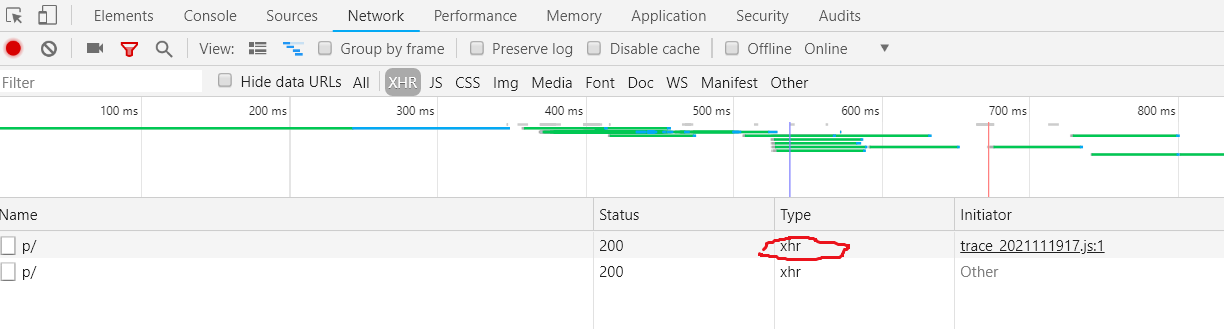 Elements Console Sources Network Performance Memory Application Security Audits
View: Group by frame Preserve log Disable cache Offline Online ▼
Filter Hide data URLs All XHR JS CSS Img Media Font Doc WS Manifest Other
100 ms 200 ms 300 ms 400 ms 500 ms 600 ms 700 ms 800 ms
Name Status Type Initiator
p/ 200 xhr trace_2021111917.js:1
p/ 200 xhr Other